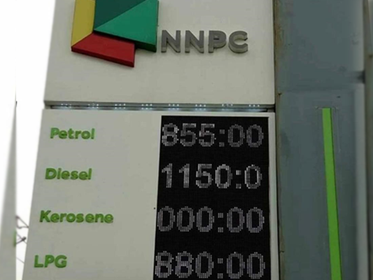 NNPC
Petrol 855:00
Diesel 1150:0
Kerosene 000:00
LPG 880:00